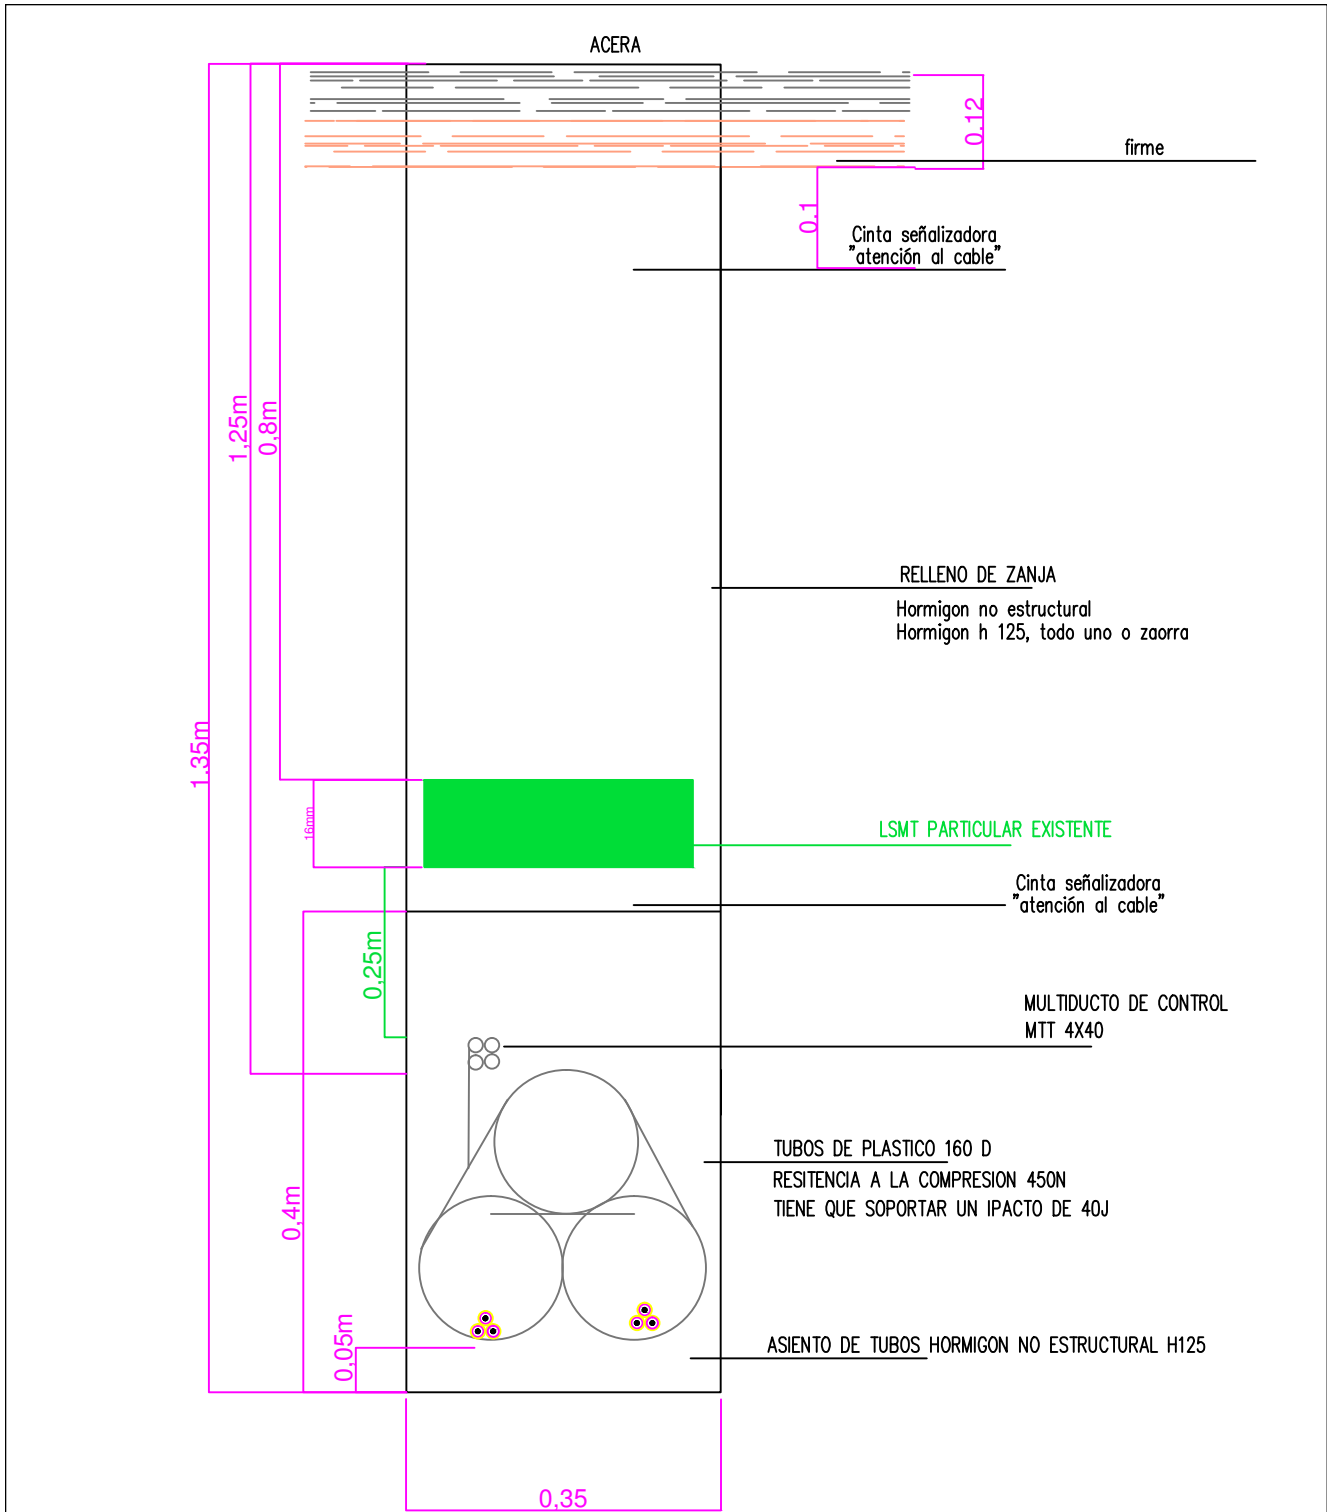 ACERA
0.12
firme
0.1
Cinta señalizadora
"atención al cable"
1,25m
0,8m
RELLENO DE ZANJA
Hormigon no estructural
Hormigon h 125, todo uno o zaorra
1.35m
16mm
LSMT PARTICULAR EXISTENTE
Cinta señalizadora
"atención al cable"
0,25m
MULTIDUCTO DE CONTROL
MTT 4X40
TUBOS DE PLASTICO 160 D
RESITENCIA A LA COMPRESION 450N
TIENE QUE SOPORTAR UN IPACTO DE 40J
0,4m
0,05m
ASIENTO DE TUBOS HORMIGON NO ESTRUCTURAL H125
0,35